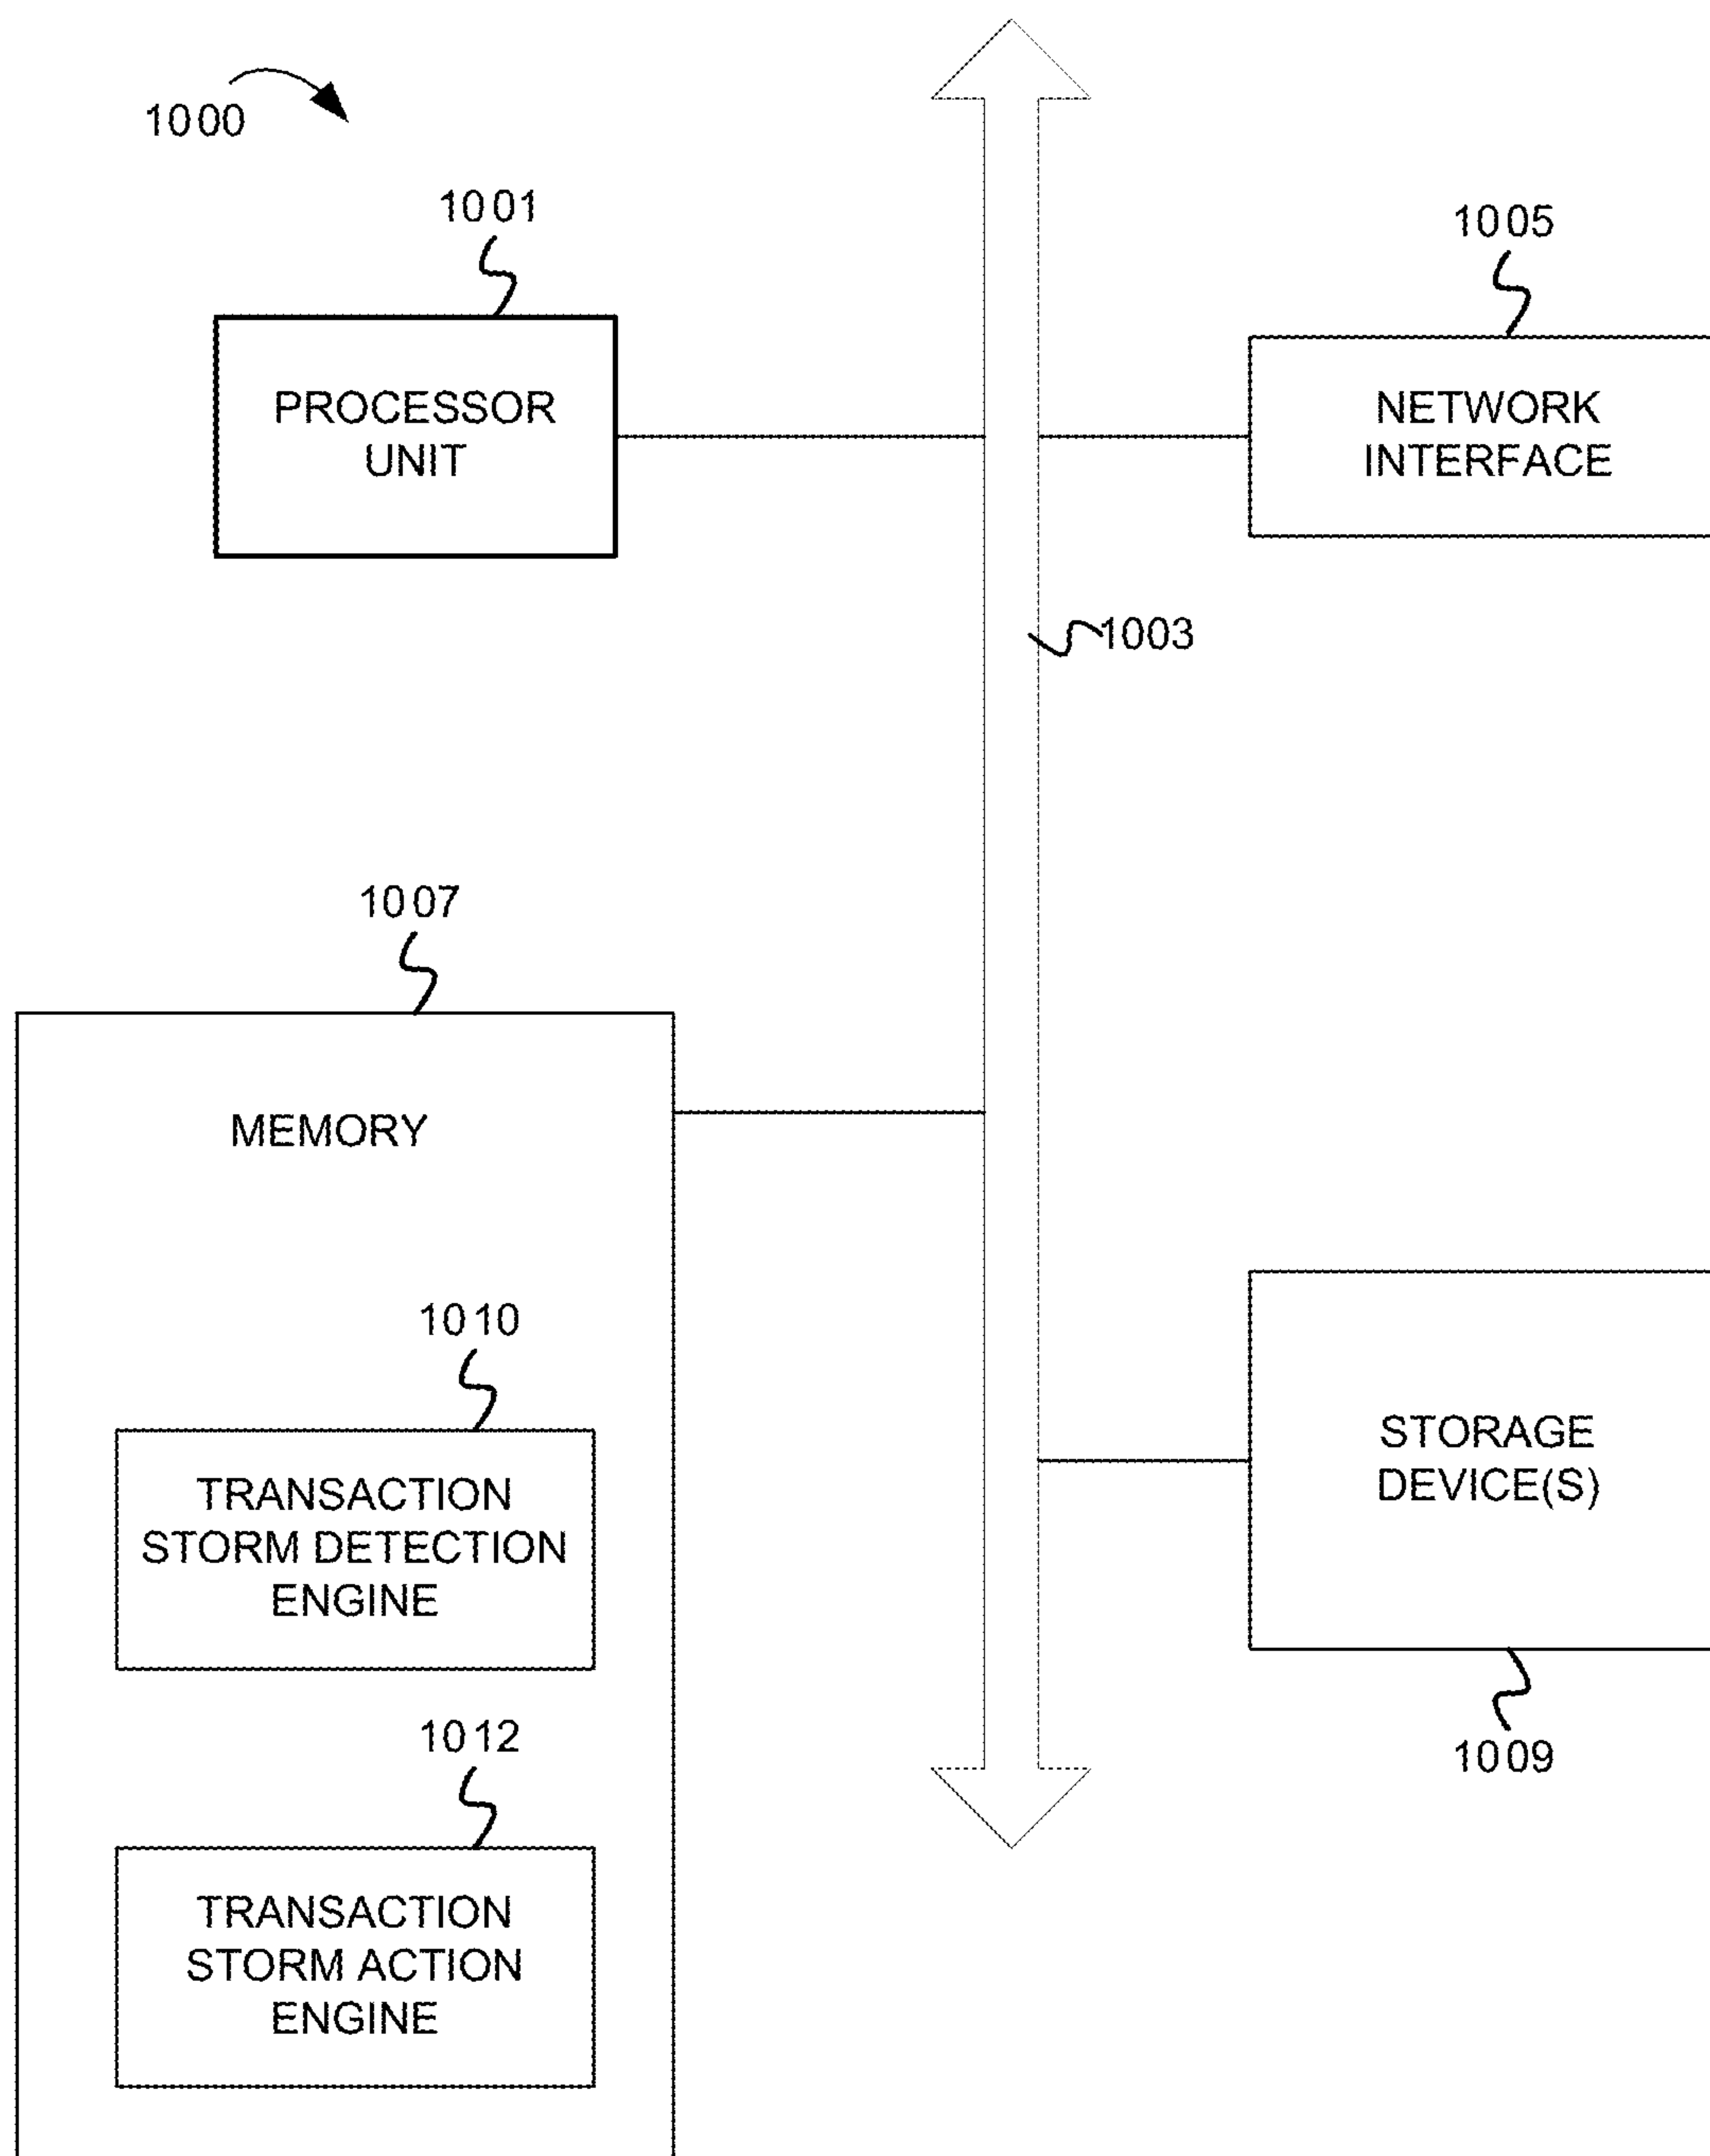 1000
1001
PROCESSOR
UNIT
1005
NETWORK
INTERFACE
1003
1007
MEMORY
1010
TRANSACTION
STORM DETECTION
ENGINE
1012
TRANSACTION
STORM ACTION
ENGINE
STORAGE
DEVICE(S)
1009